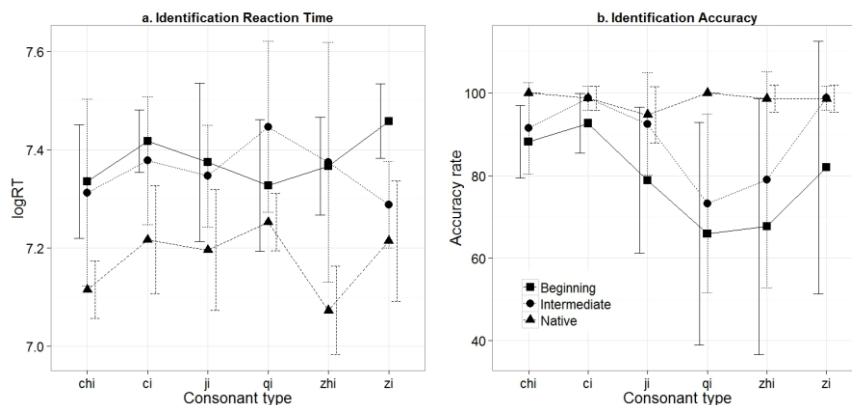 a. Identification Reaction Time
7.6
7.4
7.2
7.0
logRT
chi ci ji qi zhi zi
Consonant type
b. Identification Accuracy
100
80
60
40
Accuracy rate
Beginning
Intermediate
Native
chi ci ji qi zhi zi
Consonant type